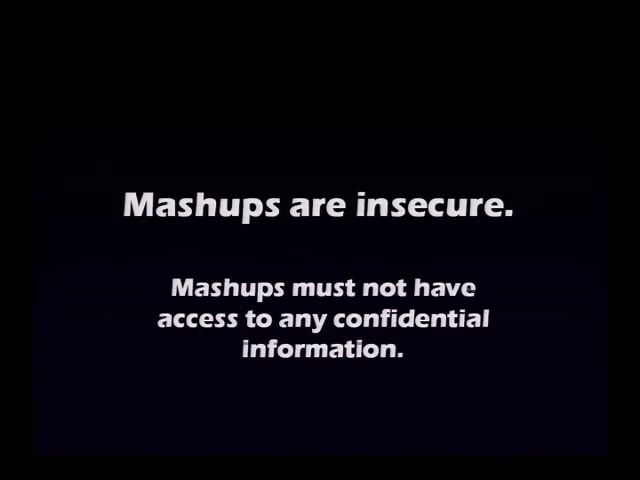 Mashups are insecure.
Mashups must not have
access to any confidential
information.